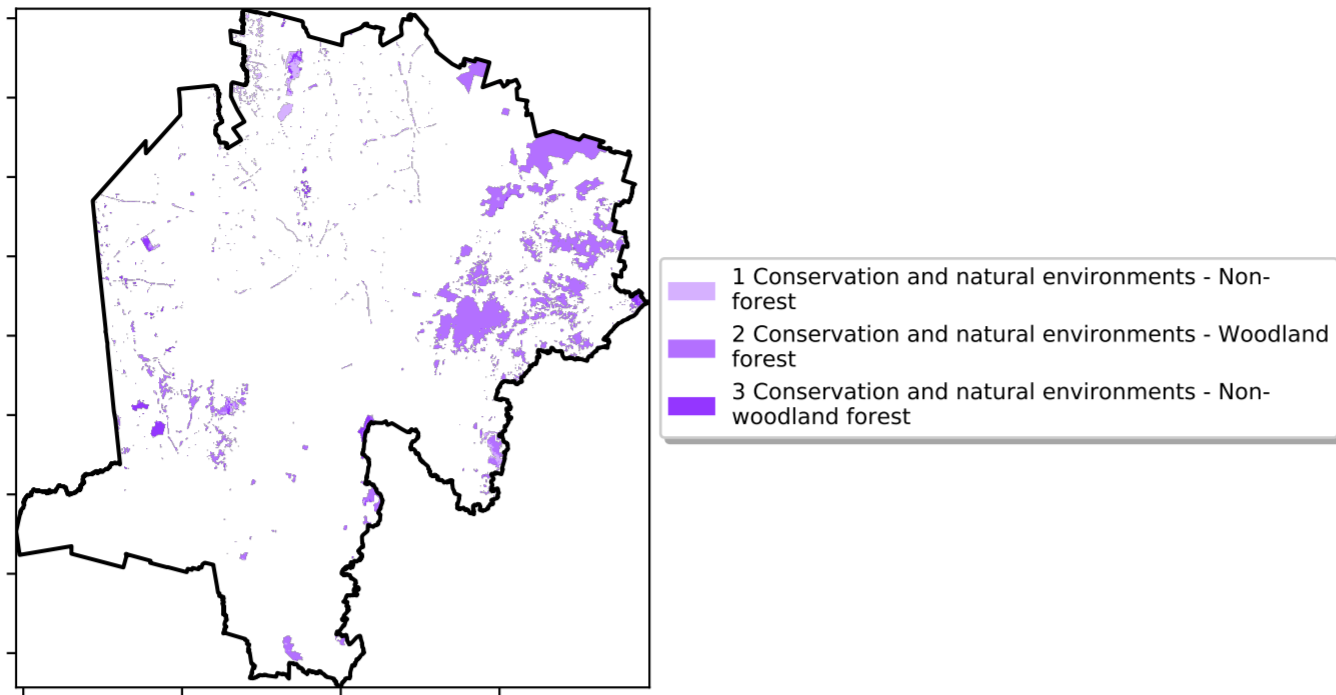 1 Conservation and natural environments - Non-
forest
2 Conservation and natural environments - Woodland
forest
3 Conservation and natural environments - Non-
woodland forest